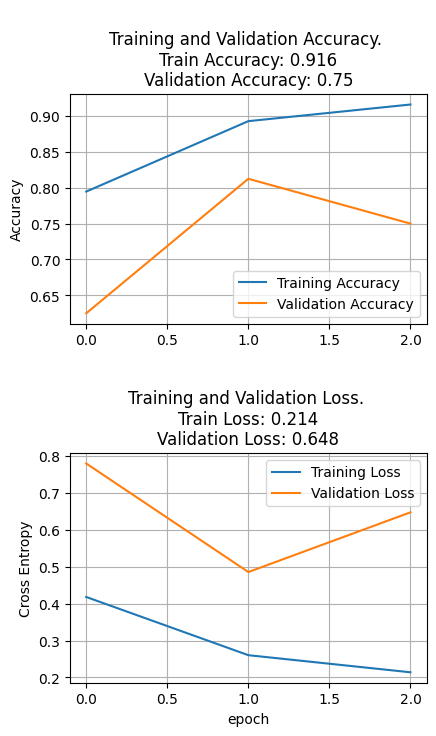 Training and Validation Accuracy.
Train Accuracy: 0.916
Validation Accuracy: 0.75
0.90
0.85
0.80
0.75
0.70
0.65
Accuracy
Training Accuracy
Validation Accuracy
0.0 0.5 1.0 1.5 2.0
Training and Validation Loss.
Train Loss: 0.214
Validation Loss: 0.648
0.8
0.7
0.6
0.5
0.4
0.3
0.2
Cross Entropy
Training Loss
Validation Loss
0.0 0.5 1.0 1.5 2.0
epoch